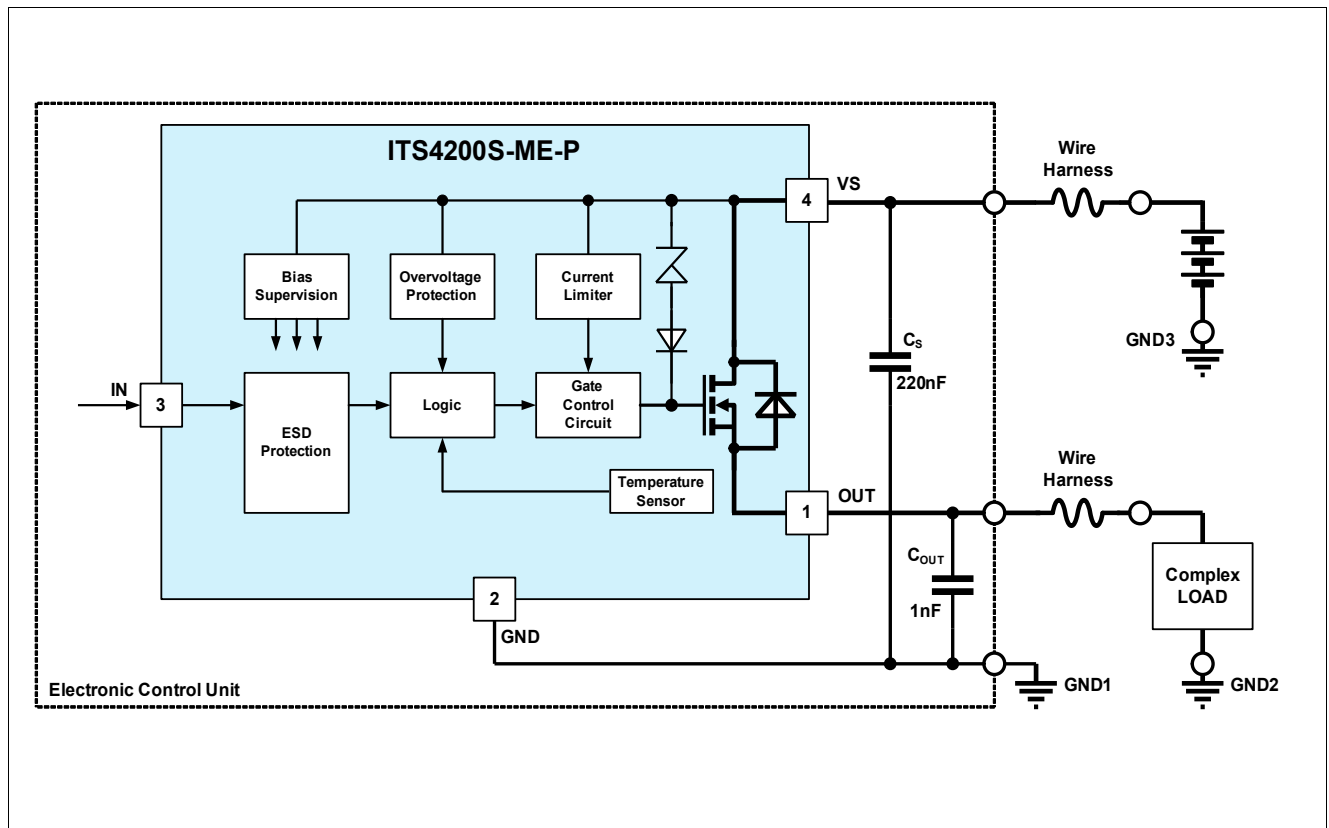 ITS4200S-ME-P
Wire
Harness
VS
4
Bias
Supervision
Overvoltage
Protection
Current
Limiter
GND3
CS
220nF
IN
3
ESD
Protection
Logic
Gate
Control
Circuit
Temperature
Sensor
Wire
Harness
OUT
1
COUT
1nF
Complex
LOAD
2
GND
GND1
GND2
Electronic Control Unit